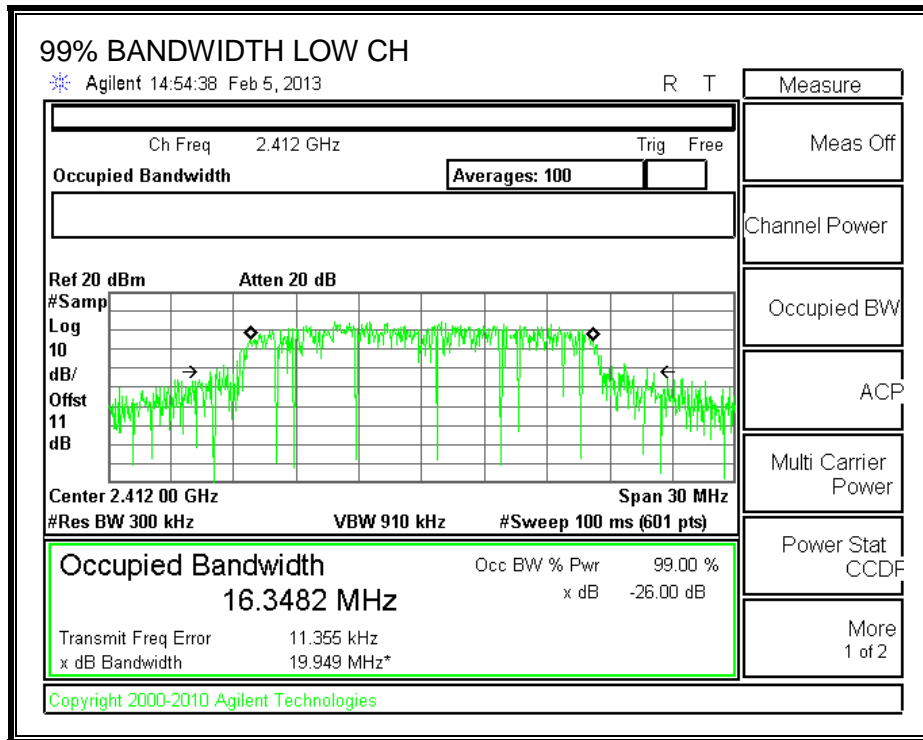 99% BANDWIDTH LOW CH
Agilent 14:54:38 Feb 5, 2013 R T
Measure
Ch Freq 2.412 GHz Trig Free
Meas Off
Occupied Bandwidth Averages: 100
Channel Power
Ref 20 dBm Atten 20 dB
#Samp
Log
10
dB/
Offst
11
dB
Occupied BW
ACP
Multi Carrier
Power
Center 2.412 00 GHz Span 30 MHz
#Res BW 300 kHz VBW 910 kHz #Sweep 100 ms (601 pts)
Power Stat
CCDF
Occupied Bandwidth Occ BW % Pwr 99.00 %
16.3482 MHz x dB -26.00 dB
Transmit Freq Error 11.355 kHz
x dB Bandwidth 19.949 MHz*
More
1 of 2
Copyright 2000-2010 Agilent Technologies